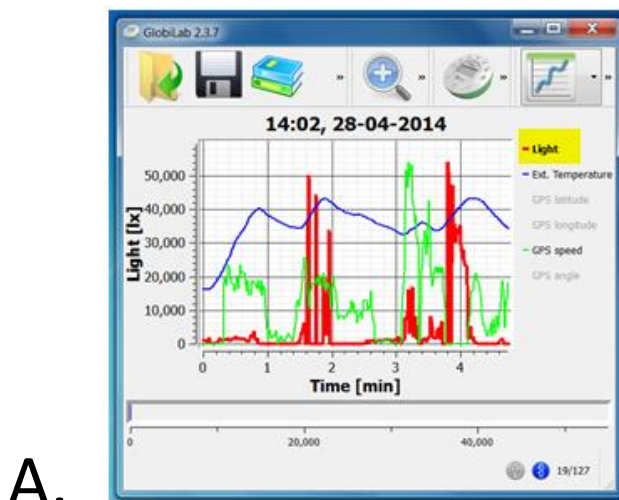 GlobiLab 2.3.7
»
»
»
»
14:02, 28-04-2014
Light
Ext. Temperature
GPS latitude
GPS longitude
GPS speed
GPS angle
Light [lx]
50,000
40,000
30,000
20,000
10,000
0
0 1 2 3 4
Time [min]
0 20,000 40,000
19/127
A.